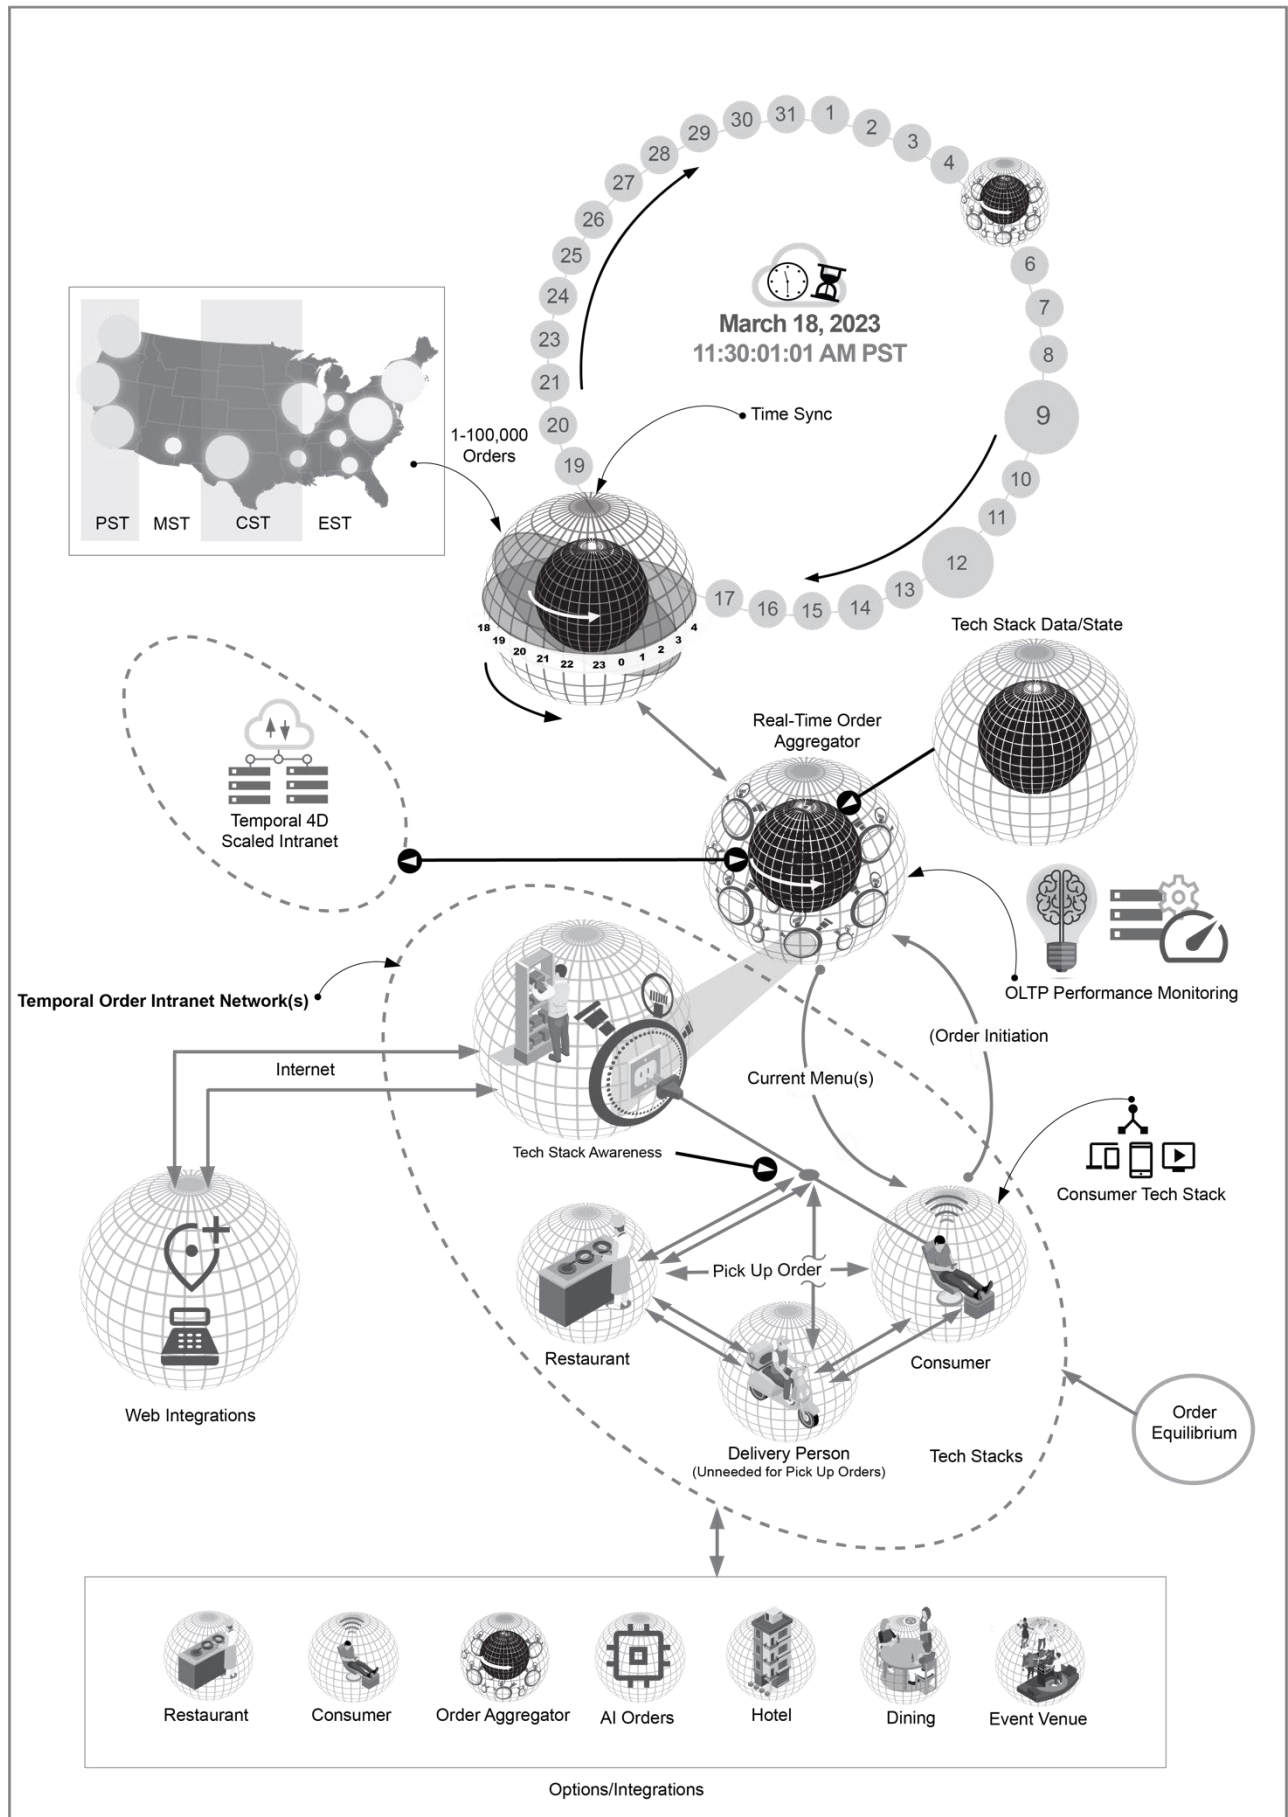 1
2
3
4
6
7
8
9
10
11
12
13
14
15
16
17
19
20
21
23
24
25
26
27
28
29
30
31
March 18, 2023
11:30:01:01 AM PST
Time Sync
1-100,000
Orders
PST
MST
CST
EST
18
19
20
21
22
23
0
1
2
3
4
Tech Stack Data/State
Real-Time Order
Aggregator
Temporal 4D
Scaled Intranet
OLTP Performance Monitoring
Temporal Order Intranet Network(s)
(Order Initiation
Internet
Current Menu(s)
Tech Stack Awareness
Consumer Tech Stack
Pick Up Order
Restaurant
Consumer
Web Integrations
Order
Equilibrium
Delivery Person
(Unneeded for Pick Up Orders)
Tech Stacks
Restaurant
Consumer
Order Aggregator
AI Orders
Hotel
Dining
Event Venue
Options/Integrations